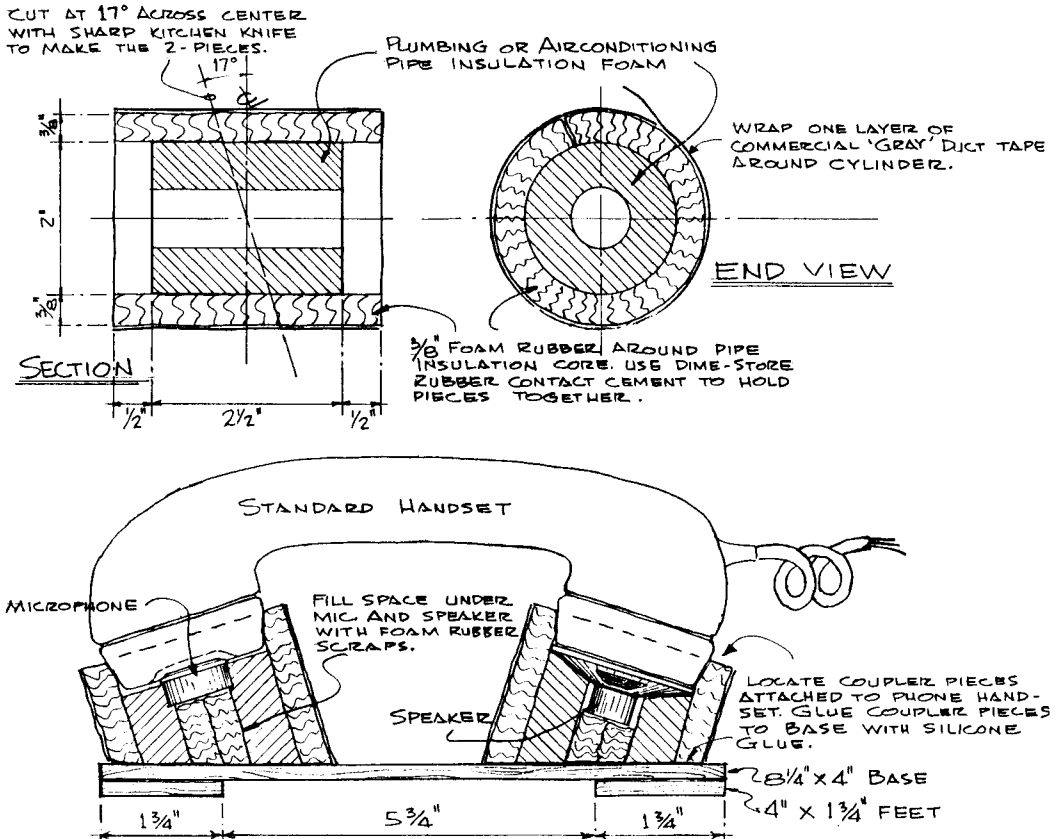 CUT AT 17° ACROSS CENTER
WITH SHARP KITCHEN KNIFE
TO MAKE THE 2-PIECES.
17°
PLUMBING OR AIRCONDITIONING
PIPE INSULATION FOAM
WRAP ONE LAYER OF
COMMERCIAL 'GRAY' DUCT TAPE
AROUND CYLINDER.
3/8"
2"
3/8"
END VIEW
SECTION
3/8" FOAM RUBBER AROUND PIPE
INSULATION CORE. USE DIME-STORE
RUBBER CONTACT CEMENT TO HOLD
PIECES TOGETHER.
1/2"
2 1/2"
1/2"
STANDARD HANDSET
MICROPHONE
FILL SPACE UNDER
MIC. AND SPEAKER
WITH FOAM RUBBER
SCRAPS.
SPEAKER
LOCATE COUPLER PIECES
ATTACHED TO PHONE HAND-
SET. GLUE COUPLER PIECES
TO BASE WITH SILICONE
GLUE.
8 1/4" X 4" BASE
4" X 1 3/4" FEET
1 3/4"
5 3/4"
1 3/4"